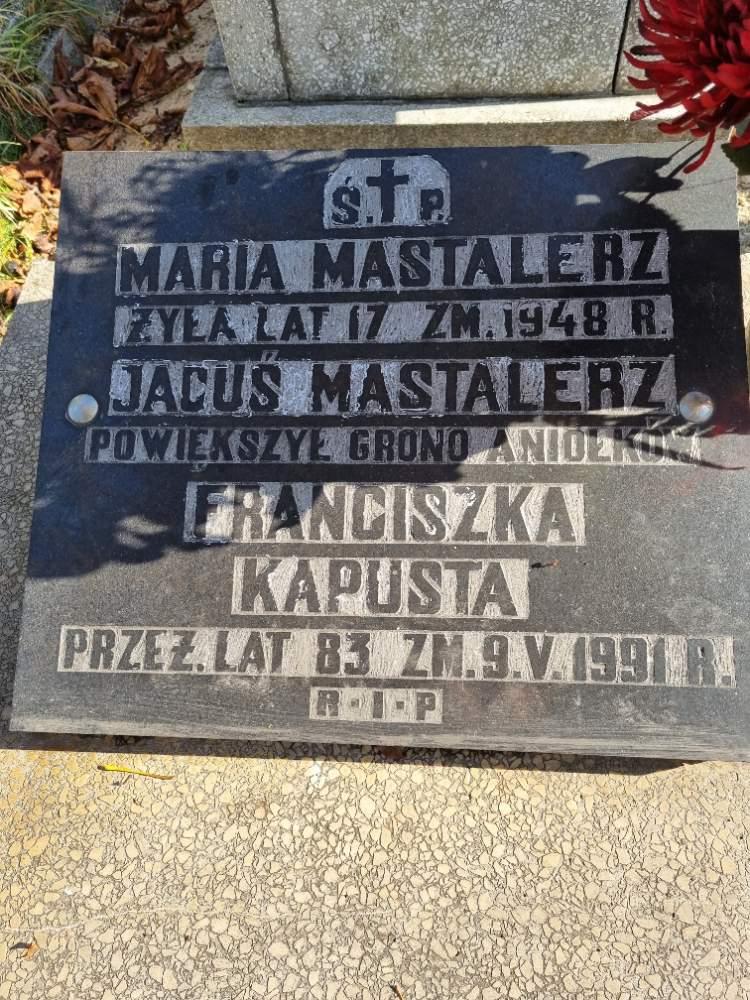 Ś. † P.
MARIA MASTALERZ
ŻYŁA LAT 17 ZM. 1948 R.
JACUŚ MASTALERZ
POWIĘKSZYŁ GRONO ANIOŁKÓW
FRANCISZKA
KAPUSTA
PRZEŻ. LAT 83 ZM. 9.V.1991 R.
R-I-P